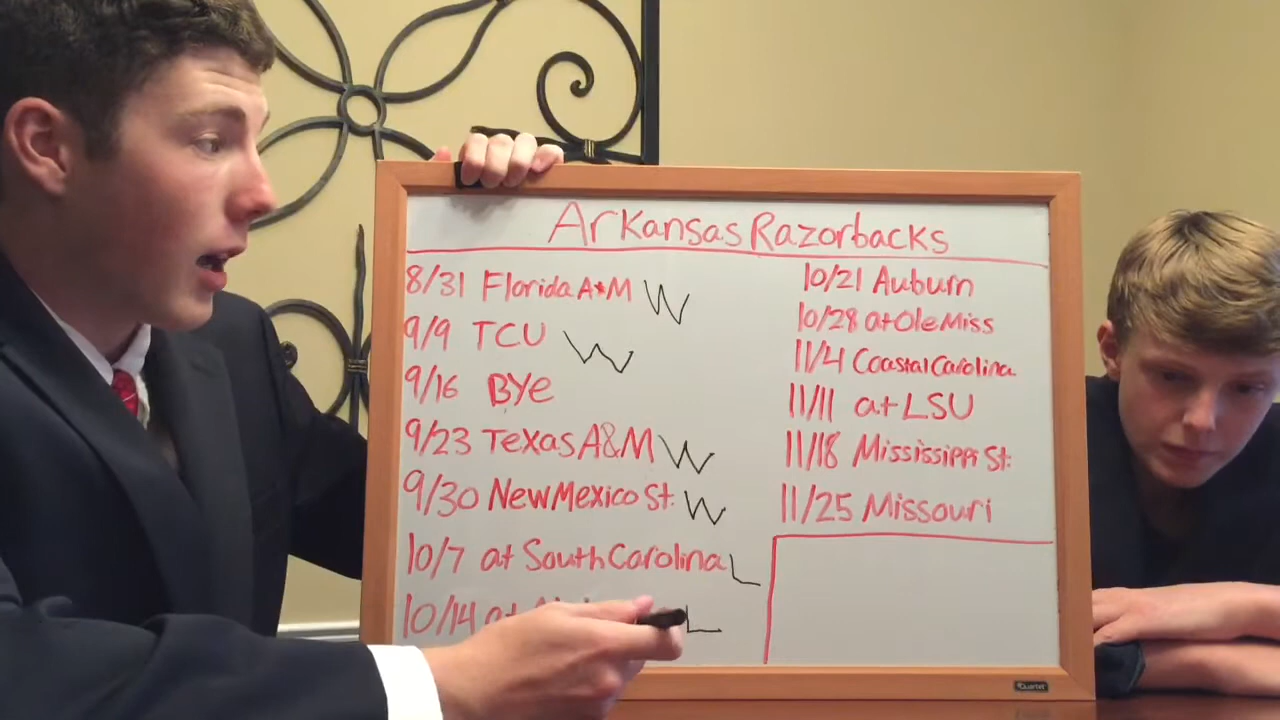 Arkansas Razorbacks
8/31 Florida A&M W
9/9 TCU W
9/16 Bye
9/23 Texas A&M W
9/30 New Mexico St. W
10/7 at South Carolina L
10/14 at L
10/21 Auburn
10/28 at Ole Miss
11/4 Coastal Carolina
11/11 at LSU
11/18 Mississippi St.
11/25 Missouri
Quartet